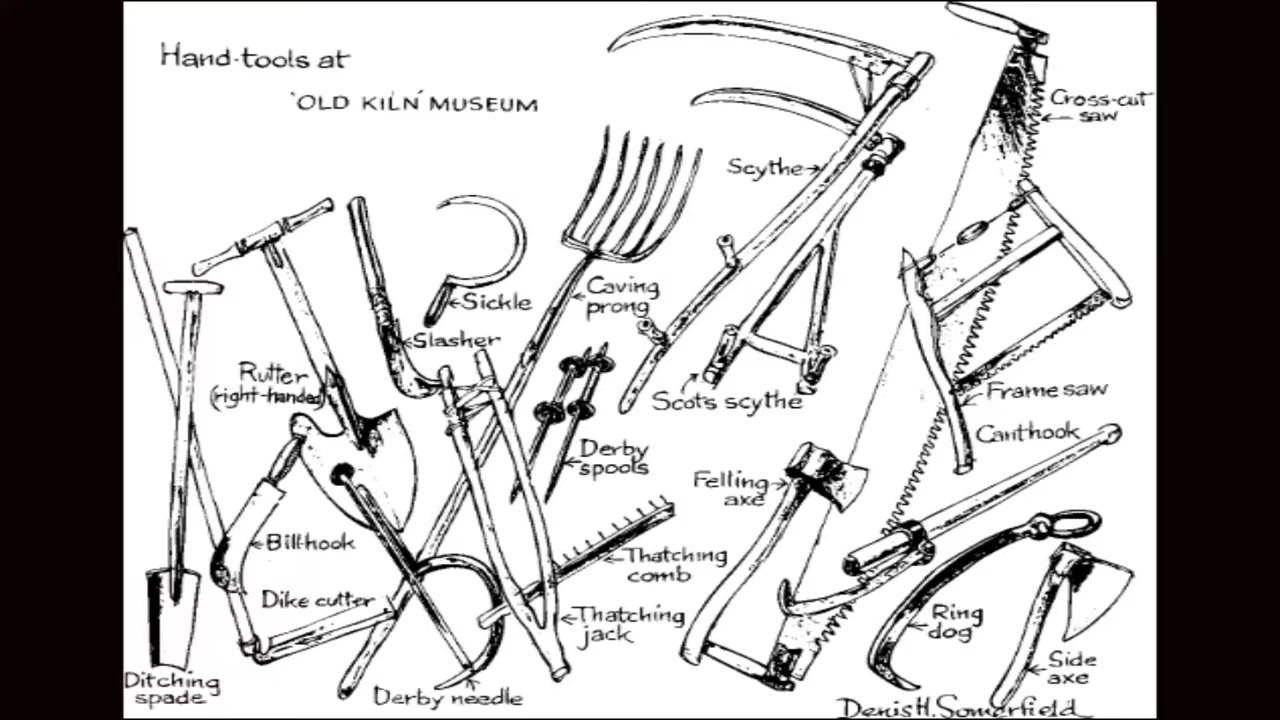 Hand-tools at
'OLD KILN' MUSEUM
Cross-cut
saw
Scythe
Caving
prong
Sickle
Slasher
Rutter
(right-handed)
Scots scythe
Frame saw
Canthook
Derby
spools
Felling
axe
Bill-hook
Thatching
comb
Dike cutter
Thatching
jack
Ring
dog
Side
axe
Ditching
spade
Derby needle
Denis H. Somerfield